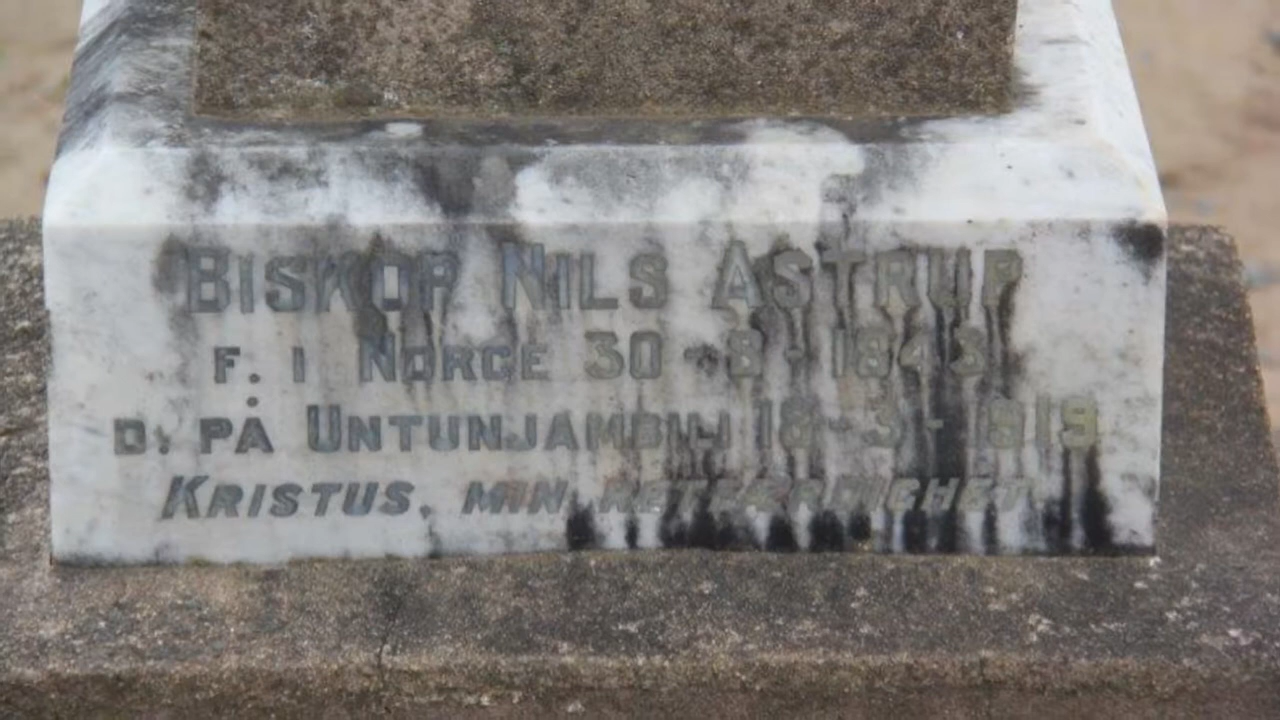 BISKOP NILS ASTRUP
F. I NORGE 30-8-1843
D. PÅ UNTUNJAMBILI 18-3-1919
KRISTUS, MIN RETFÆRDIGHET